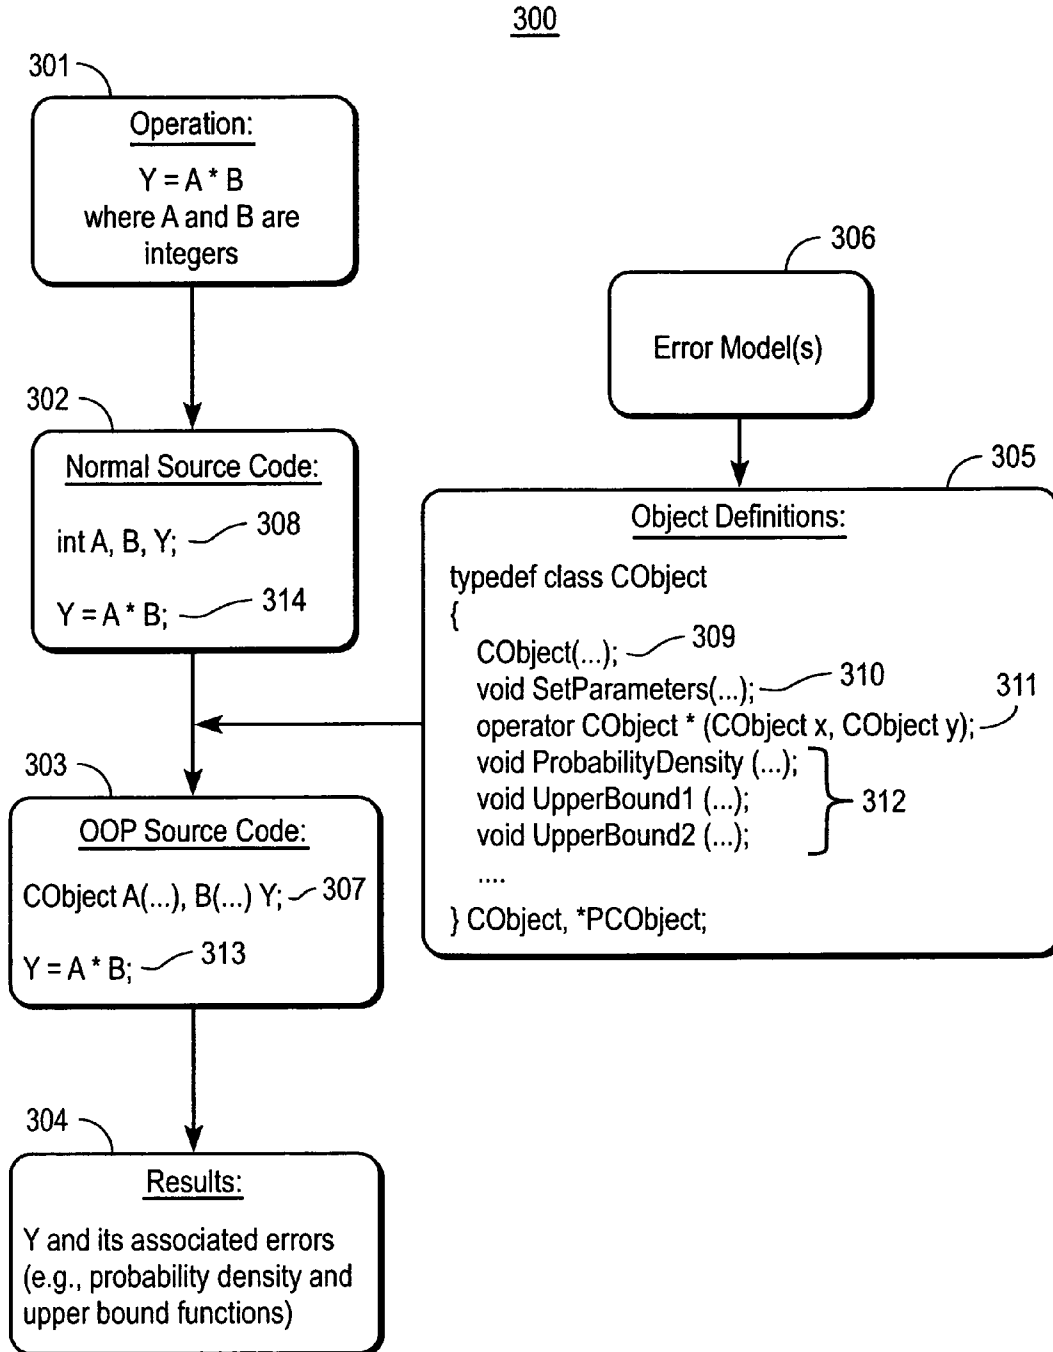 300
301
Operation:
Y = A * B
where A and B are
integers
306
Error Model(s)
302
Normal Source Code:
int A, B, Y;
308
Y = A * B;
314
305
Object Definitions:
typedef class CObject
{
CObject(...);
309
void SetParameters(...);
310
311
operator CObject * (CObject x, CObject y);
void ProbabilityDensity (...);
void UpperBound1 (...);
312
void UpperBound2 (...);
....
} CObject, *PCObject;
303
OOP Source Code:
CObject A(...), B(...) Y;
307
Y = A * B;
313
304
Results:
Y and its associated errors
(e.g., probability density and
upper bound functions)